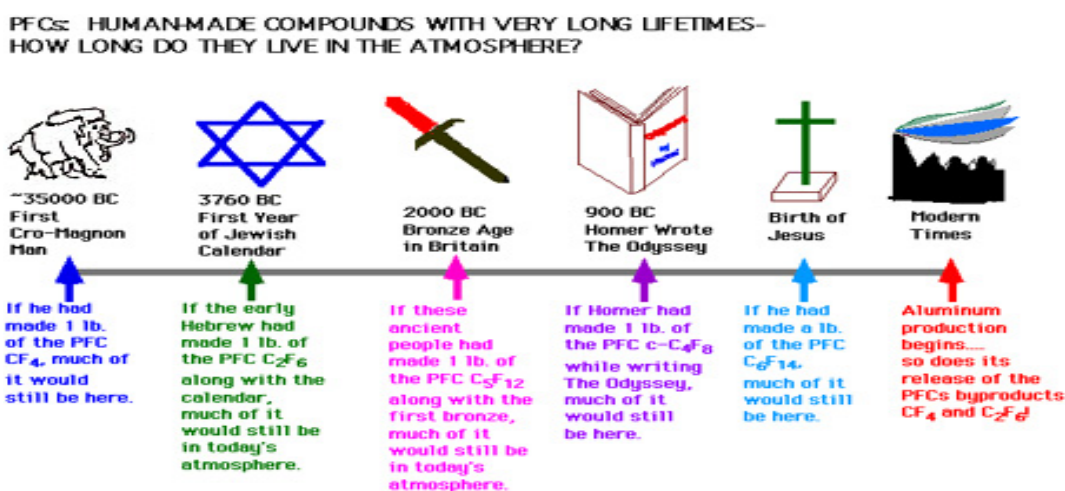 PFCs: HUMAN-MADE COMPOUNDS WITH VERY LONG LIFETIMES-
HOW LONG DO THEY LIVE IN THE ATMOSPHERE?
~35000 BC
First
Cro-Magnon
Man
3760 BC
First Year
of Jewish
Calendar
2000 BC
Bronze Age
in Britain
900 BC
Homer Wrote
The Odyssey
Birth of
Jesus
Modern
Times
If he had
made 1 lb.
of the PFC
CF₄, much of
it would
still be here.
If the early
Hebrew had
made 1 lb. of
the PFC C₂F₆
along with the
calendar,
much of it
would still be
in today's
atmosphere.
If these
ancient
people had
made 1 lb. of
the PFC C₅F₁₂
along with the
first bronze,
much of it
would still be
in today's
atmosphere.
If Homer had
made 1 lb. of
the PFC c-C₄F₈
while writing
The Odyssey,
much of it
would still
be here.
If he had
made a lb.
of the PFC
C₆F₁₄,
much of it
would still
be here.
Aluminum
production
begins....
so does its
release of the
PFCs byproducts
CF₄ and C₂F₆!